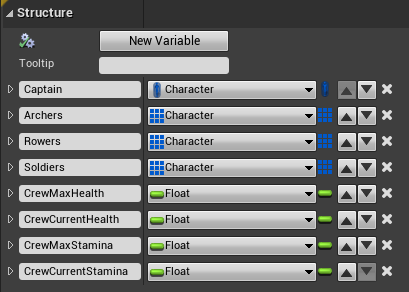 Structure
New Variable
Tooltip
Captain Character
Archers Character
Rowers Character
Soldiers Character
CrewMaxHealth Float
CrewCurrentHealth Float
CrewMaxStamina Float
CrewCurrentStamina Float